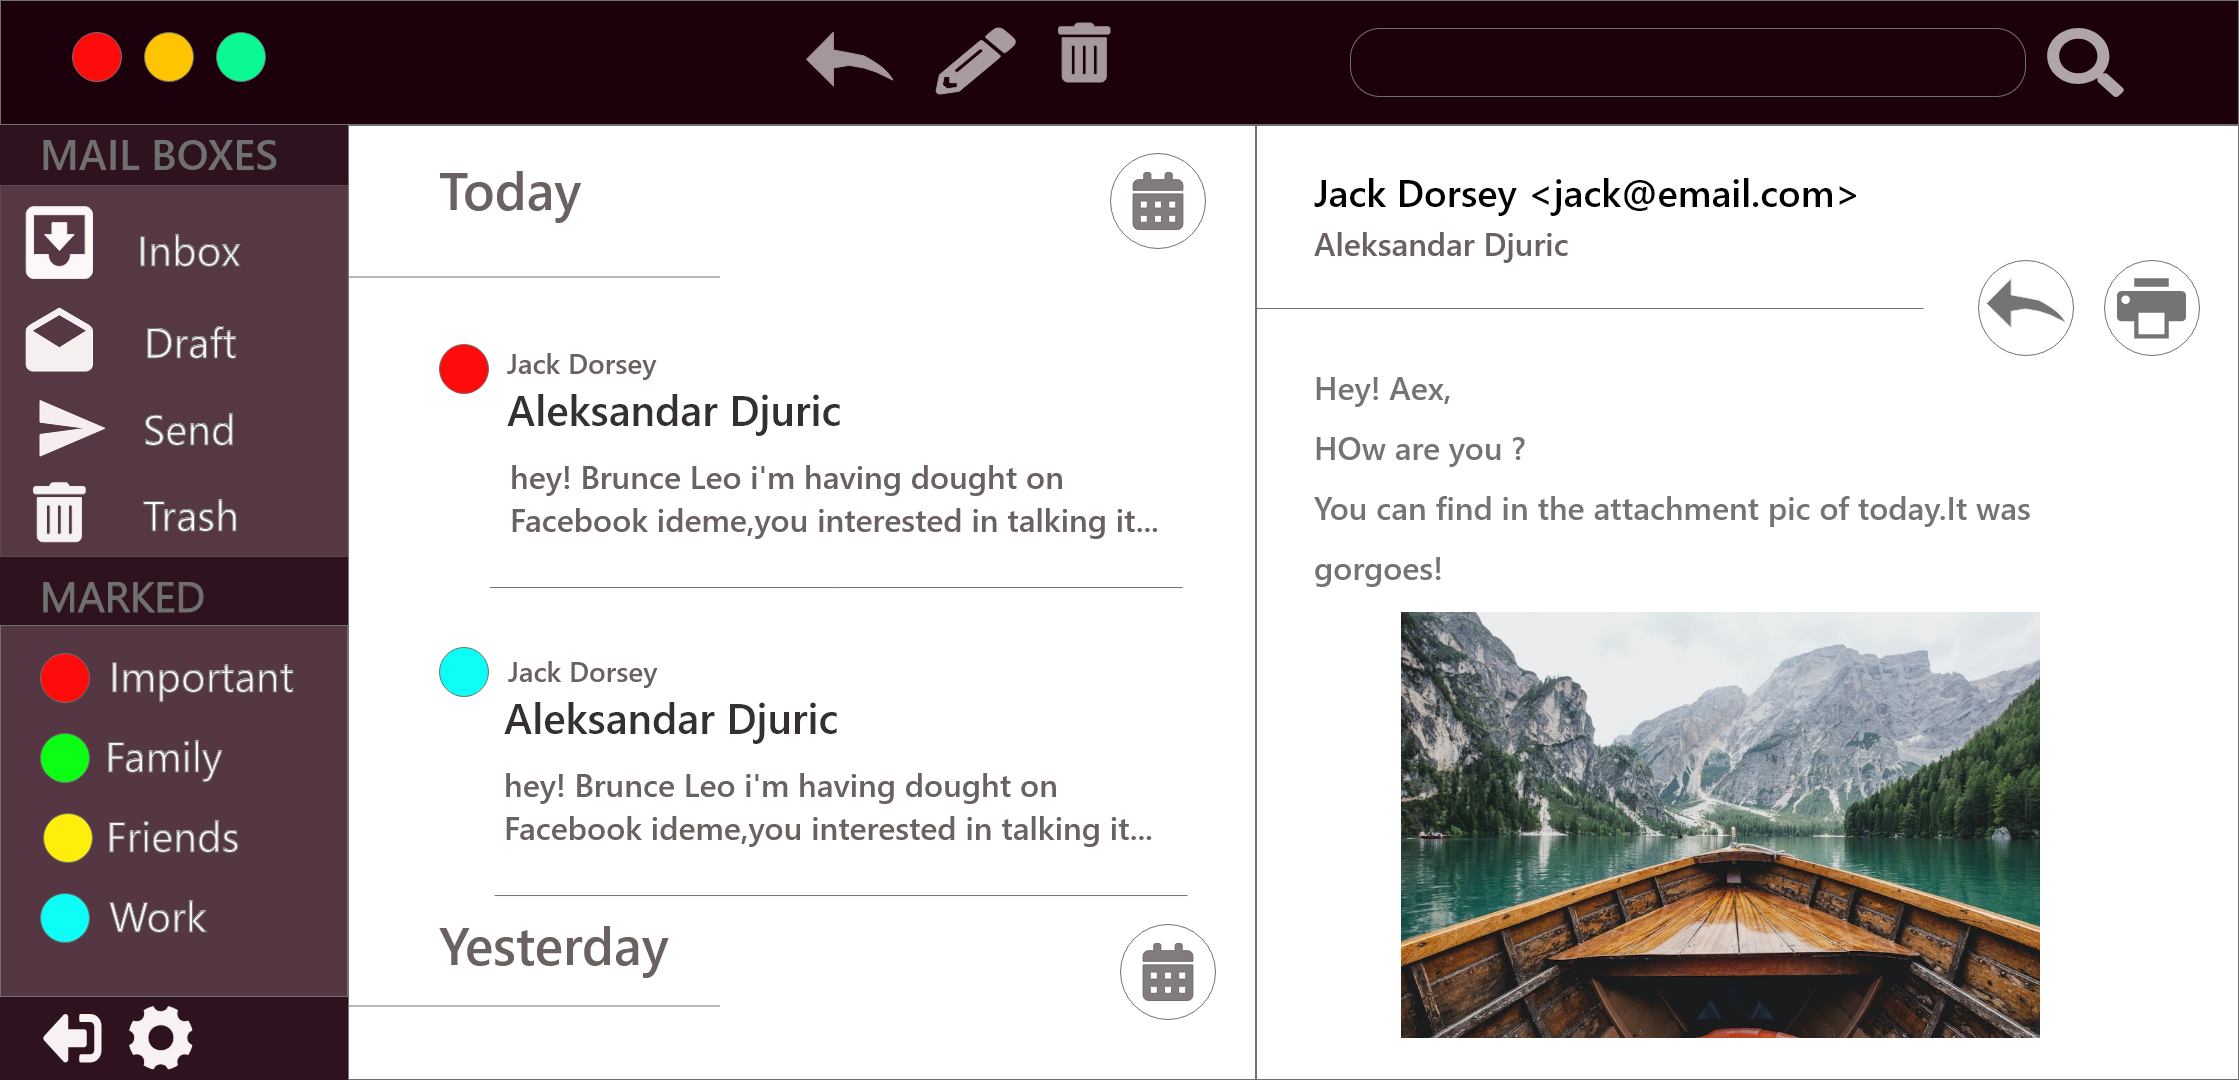 MAIL BOXES
Inbox
Draft
Send
Trash
MARKED
Important
Family
Friends
Work
Today
Jack Dorsey
Aleksandar Djuric
hey! Brunce Leo i'm having dought on
Facebook ideme,you interested in talking it...
Jack Dorsey
Aleksandar Djuric
hey! Brunce Leo i'm having dought on
Facebook ideme,you interested in talking it...
Yesterday
Jack Dorsey <jack@email.com>
Aleksandar Djuric
Hey! Aex,
HOw are you ?
You can find in the attachment pic of today.It was
gorgoes!